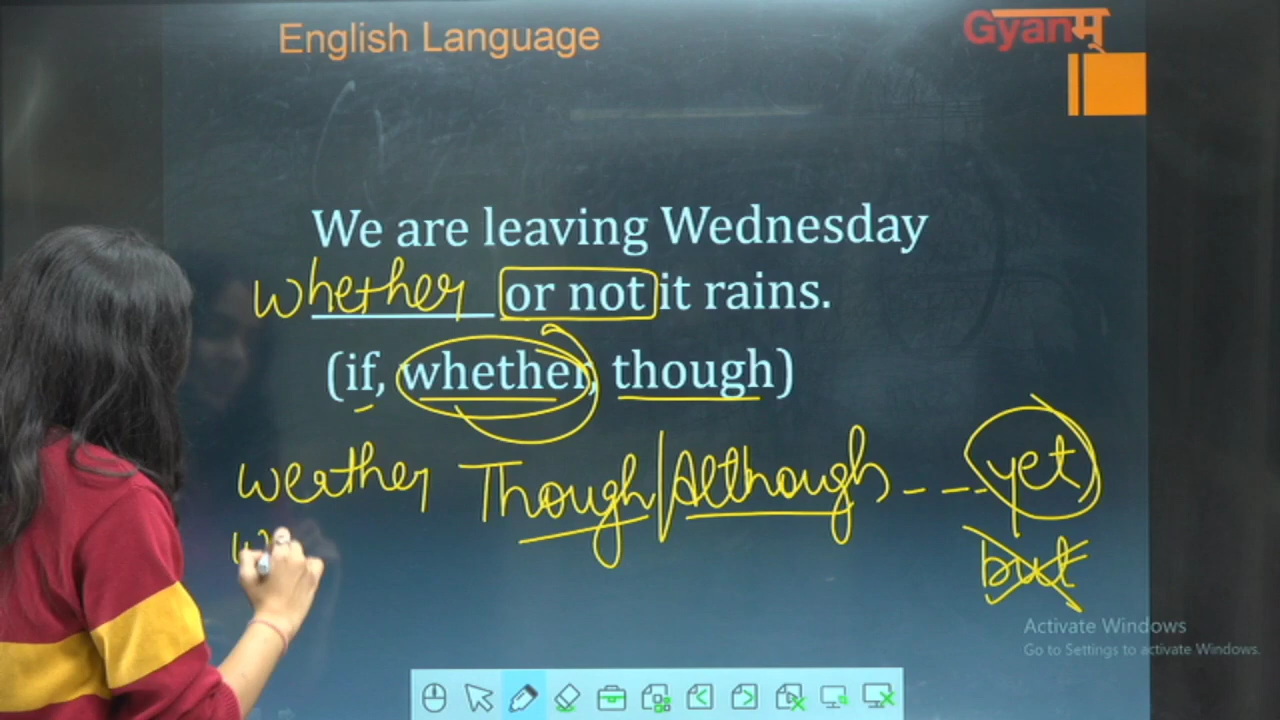 English Language
Gyanम्
We are leaving Wednesday
whether or not it rains.
(if, whether, though)
weather Though/Although --- yet
but
w
Activate Windows
Go to Settings to activate Windows.